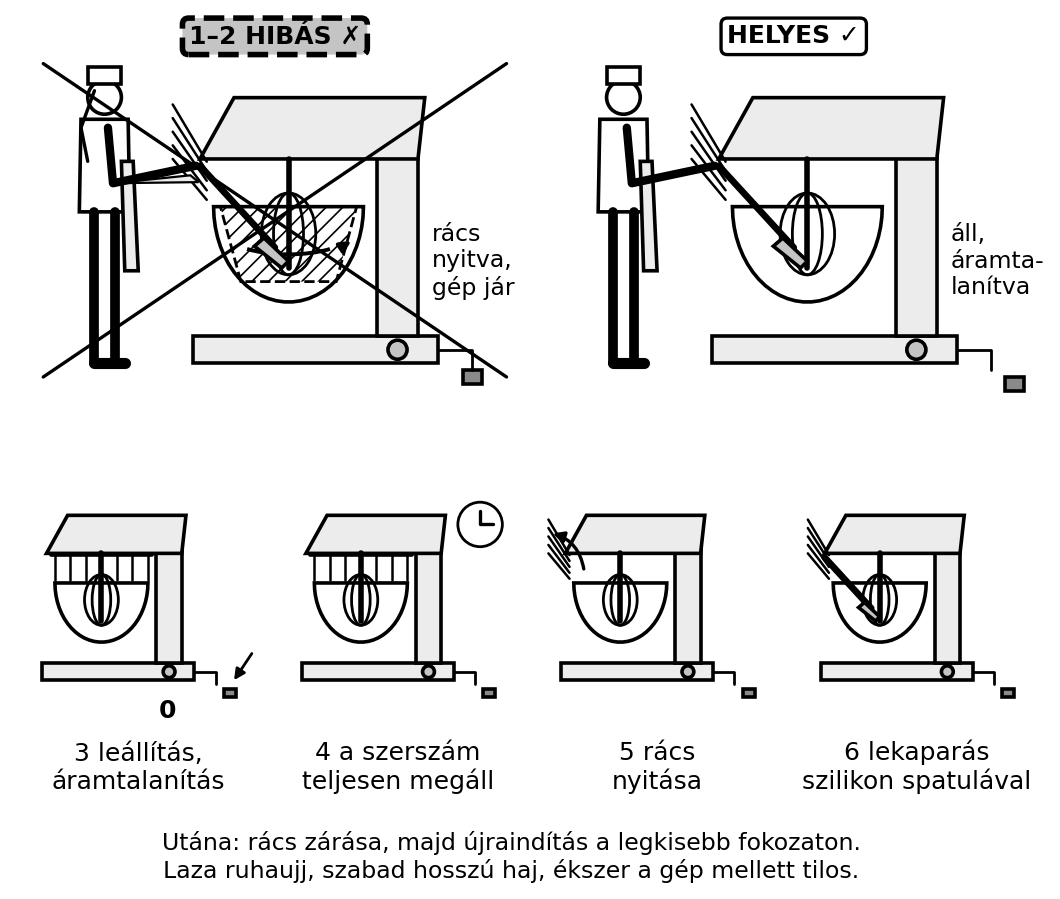 1–2 HIBÁS ✗
HELYES ✓
rács
nyitva,
gép jár
áll,
áramta-
lanítva
0
3 leállítás,
áramtalanítás
4 a szerszám
teljesen megáll
5 rács
nyitása
6 lekaparás
szilikon spatulával
Utána: rács zárása, majd újraindítás a legkisebb fokozaton.
Laza ruhaujj, szabad hosszú haj, ékszer a gép mellett tilos.